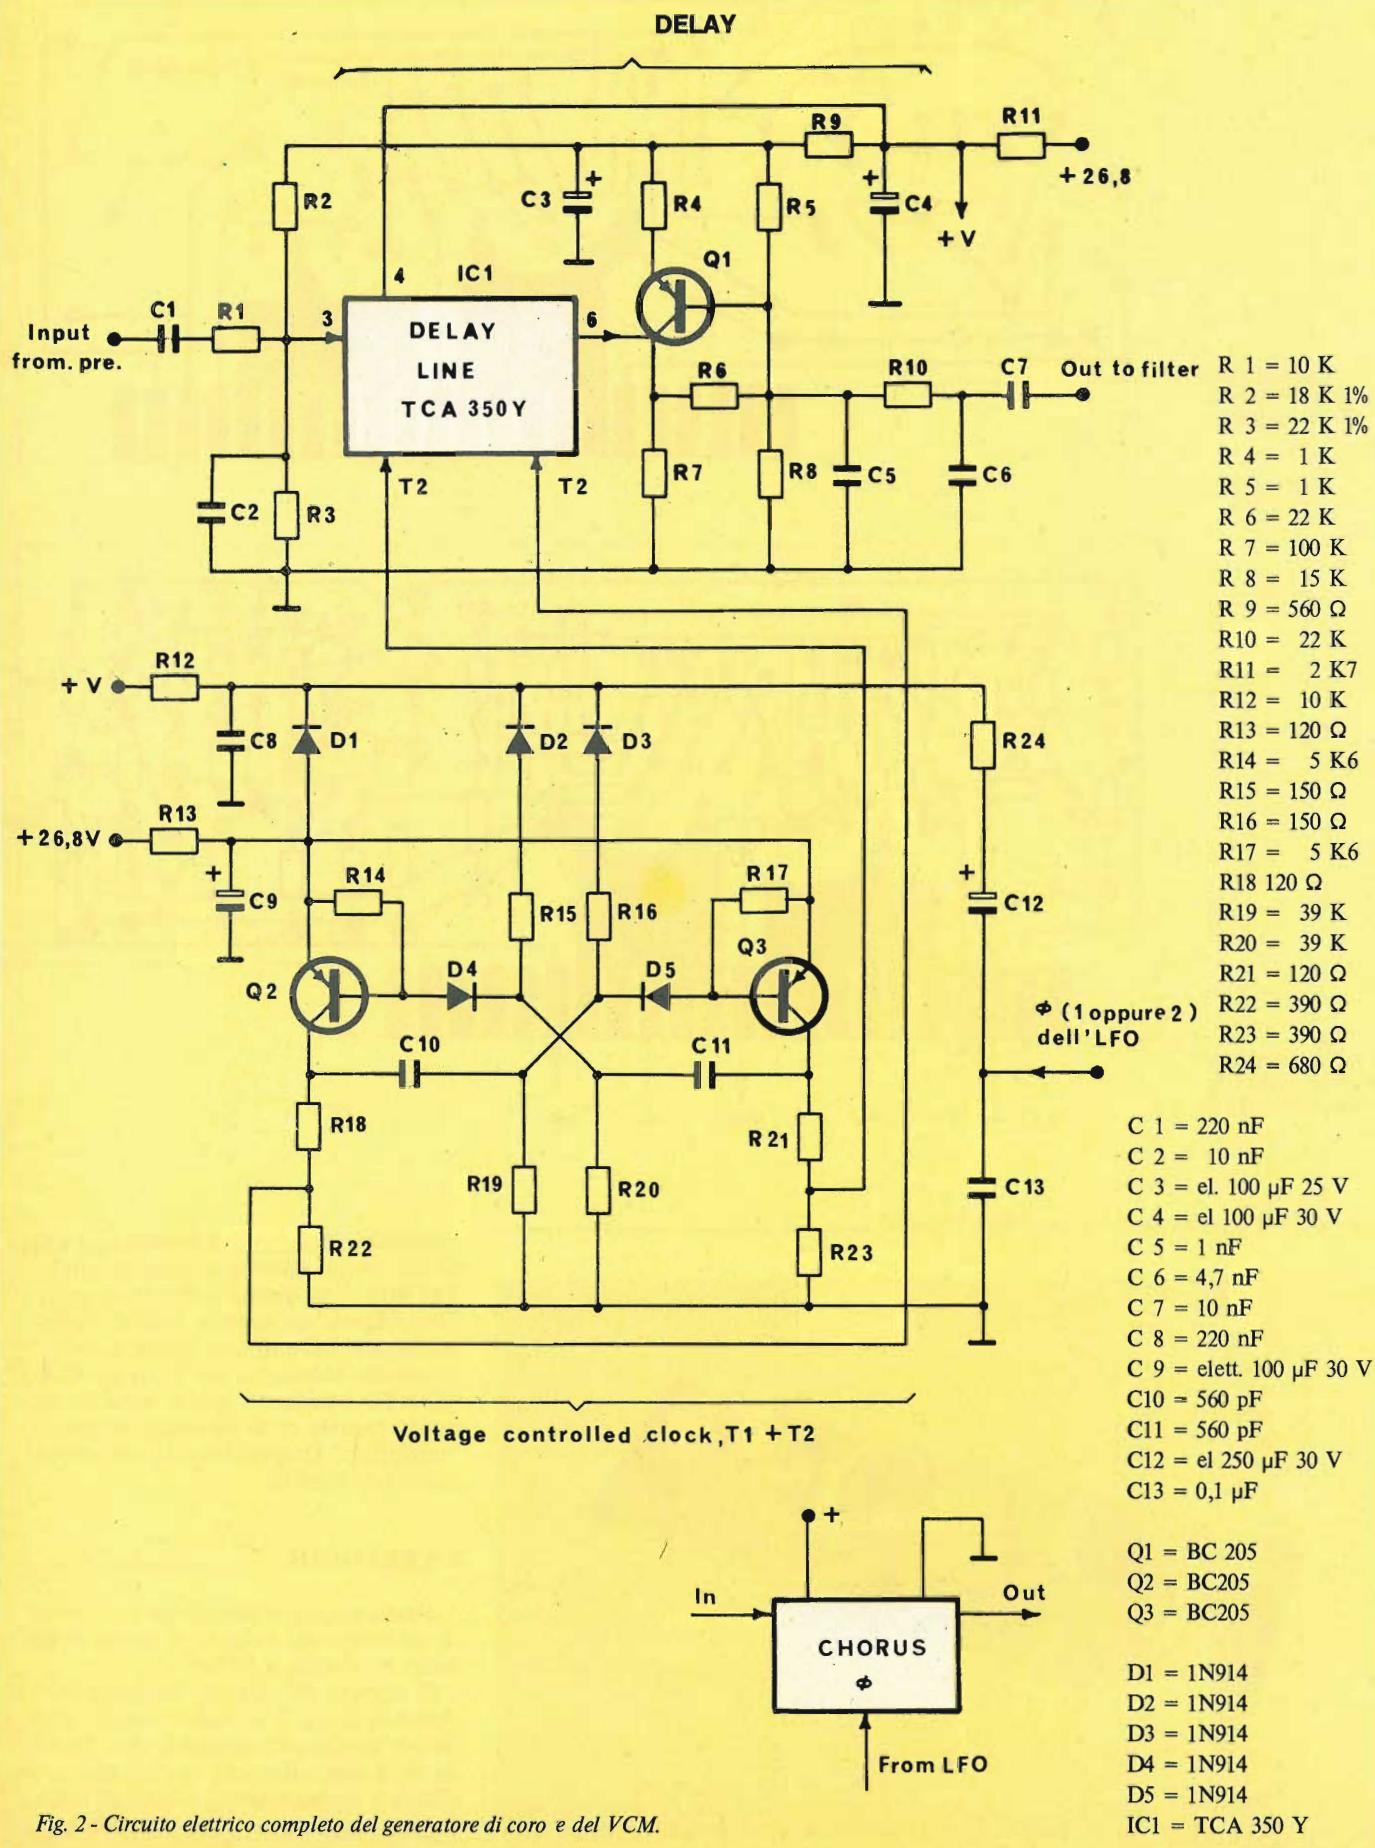 DELAY
R9
R11
+ 26,8
R2
C3
+
R4
R5
+
C4
+ V
4
IC1
Q1
C1
R1
Input
from. pre.
3
DELAY
LINE
TCA 350Y
6
R6
R10
C7
Out to filter
T2
T2
R7
R8
C5
C6
C2
R3
R12
+ V
C8
D1
D2
D3
R24
R13
+26,8V
+
C9
R14
R15
R16
R17
+
C12
Q2
D4
D5
Q3
C10
C11
Φ (1 oppure 2)
dell'LFO
R18
R21
R19
R20
C13
R22
R23
Voltage controlled clock, T1 + T2
+
In
Out
CHORUS
Φ
From LFO
R 1 = 10 K
R 2 = 18 K 1%
R 3 = 22 K 1%
R 4 = 1 K
R 5 = 1 K
R 6 = 22 K
R 7 = 100 K
R 8 = 15 K
R 9 = 560 Ω
R10 = 22 K
R11 = 2 K7
R12 = 10 K
R13 = 120 Ω
R14 = 5 K6
R15 = 150 Ω
R16 = 150 Ω
R17 = 5 K6
R18 120 Ω
R19 = 39 K
R20 = 39 K
R21 = 120 Ω
R22 = 390 Ω
R23 = 390 Ω
R24 = 680 Ω
C 1 = 220 nF
C 2 = 10 nF
C 3 = el. 100 µF 25 V
C 4 = el 100 µF 30 V
C 5 = 1 nF
C 6 = 4,7 nF
C 7 = 10 nF
C 8 = 220 nF
C 9 = elett. 100 µF 30 V
C10 = 560 pF
C11 = 560 pF
C12 = el 250 µF 30 V
C13 = 0,1 µF
Q1 = BC 205
Q2 = BC205
Q3 = BC205
D1 = 1N914
D2 = 1N914
D3 = 1N914
D4 = 1N914
D5 = 1N914
IC1 = TCA 350 Y
Fig. 2 - Circuito elettrico completo del generatore di coro e del VCM.